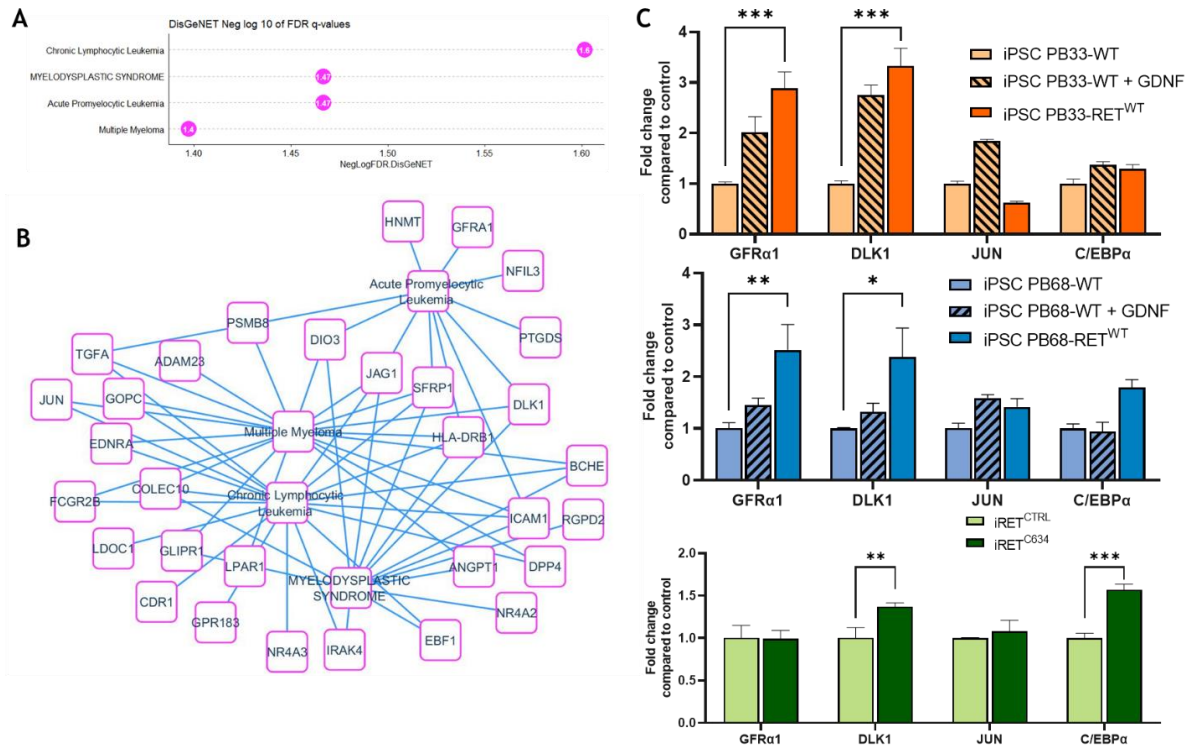 A
DisGeNET Neg log 10 of FDR q-values
Chronic Lymphocytic Leukemia
1.6
MYELODYSPLASTIC SYNDROME
1.47
Acute Promyelocytic Leukemia
1.47
Multiple Myeloma
1.4
1.40 1.45 1.50 1.55 1.60
NegLogFDR.DisGeNET
B
HNMT
GFRA1
NFIL3
Acute Promyelocytic
Leukemia
PSMB8
DIO3
PTGDS
TGFA
ADAM23
JAG1
SFRP1
JUN
GOPC
DLK1
Multiple Myeloma
HLA-DRB1
EDNRA
BCHE
FCGR2B
COLEC10
Chronic Lymphocytic
Leukemia
ICAM1
RGPD2
LDOC1
GLIPR1
LPAR1
MYELODYSPLASTIC
SYNDROME
ANGPT1
DPP4
CDR1
GPR183
NR4A2
NR4A3
IRAK4
EBF1
C
*** ***
iPSC PB33-WT
iPSC PB33-WT + GDNF
iPSC PB33-RET^WT
Fold change
compared to control
4
3
2
1
0
GFRα1 DLK1 JUN C/EBPα
** *
iPSC PB68-WT
iPSC PB68-WT + GDNF
iPSC PB68-RET^WT
Fold change
compared to control
4
3
2
1
0
GFRα1 DLK1 JUN C/EBPα
iRET^CTRL
iRET^C634
** ***
Fold change
compared to control
2.0
1.5
1.0
0.5
0.0
GFRα1 DLK1 JUN C/EBPα